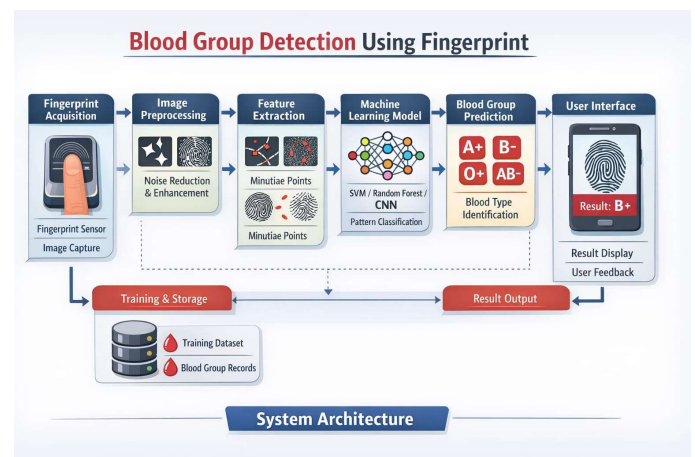 Blood Group Detection Using Fingerprint
Fingerprint
Acquisition
Fingerprint Sensor
Image Capture
Image
Preprocessing
Noise Reduction
& Enhancement
Feature
Extraction
Minutiae Points
Minutiae Points
Machine
Learning Model
SVM / Random Forest /
CNN
Pattern Classification
Blood Group
Prediction
A+ B-
O+ AB-
Blood Type
Identification
User Interface
Result: B+
Result Display
User Feedback
Training & Storage
Result Output
Training Dataset
Blood Group Records
System Architecture